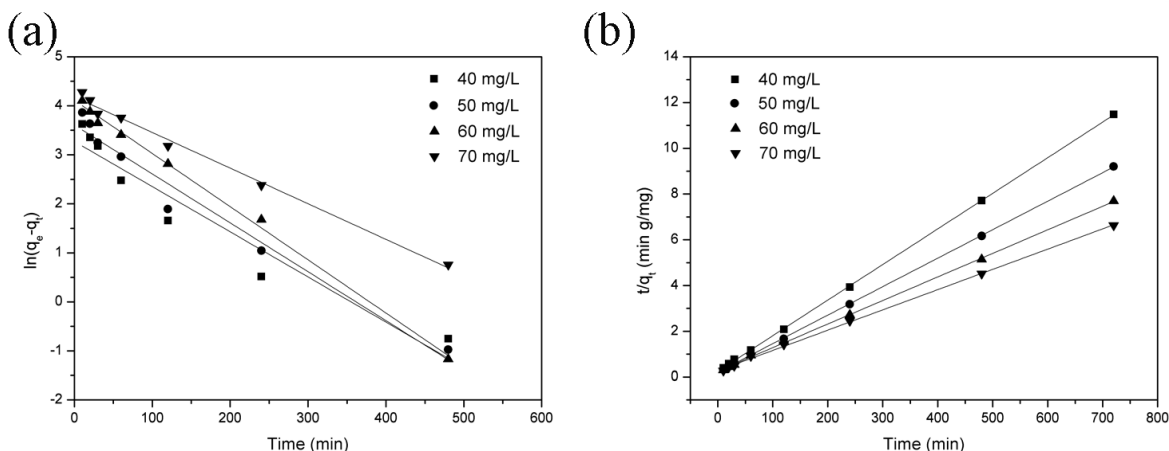 (a)
5
4
3
2
1
0
-1
-2
ln(qe-qt)
0 100 200 300 400 500 600
Time (min)
40 mg/L
50 mg/L
60 mg/L
70 mg/L
(b)
14
12
10
8
6
4
2
0
t/qt (min g/mg)
0 100 200 300 400 500 600 700 800
Time (min)
40 mg/L
50 mg/L
60 mg/L
70 mg/L